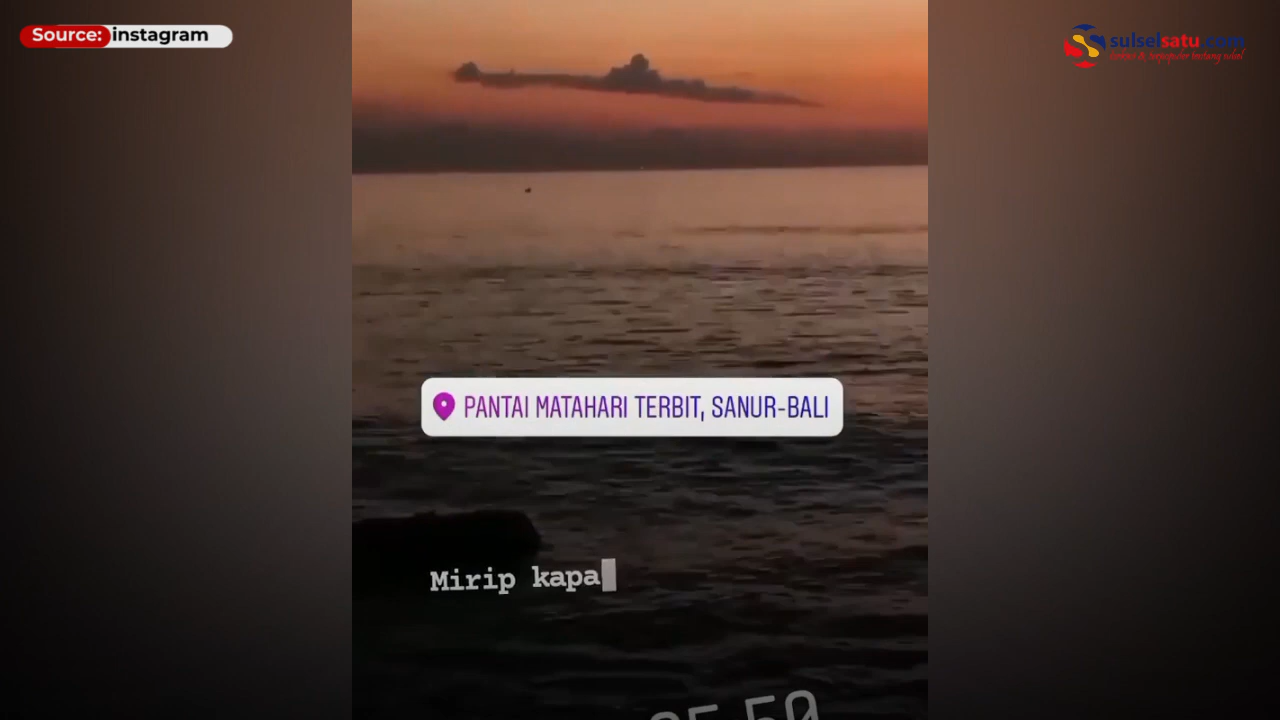 Source: instagram
sulselsatu.com
PANTAI MATAHARI TERBIT, SANUR-BALI
Mirip kapa